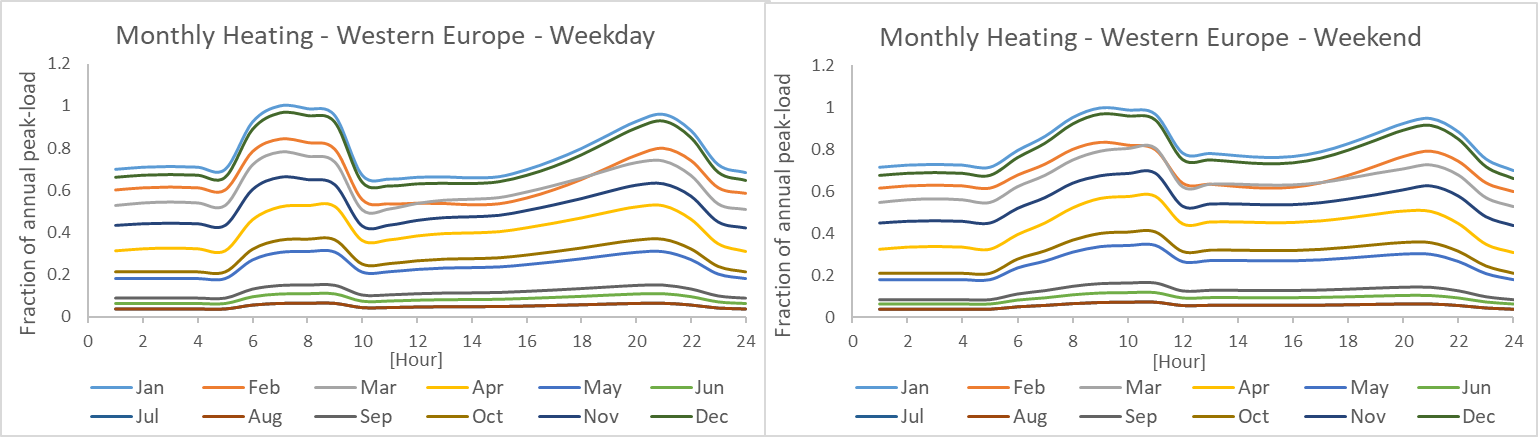 Monthly Heating - Western Europe - Weekday
Fraction of annual peak-load
1.2
1
0.8
0.6
0.4
0.2
0
0 2 4 6 8 10 12 14 16 18 20 22 24
[Hour]
Jan Feb Mar Apr May Jun
Jul Aug Sep Oct Nov Dec
Monthly Heating - Western Europe - Weekend
Fraction of annual peak-load
1.2
1
0.8
0.6
0.4
0.2
0
0 2 4 6 8 10 12 14 16 18 20 22 24
[Hour]
Jan Feb Mar Apr May Jun
Jul Aug Sep Oct Nov Dec